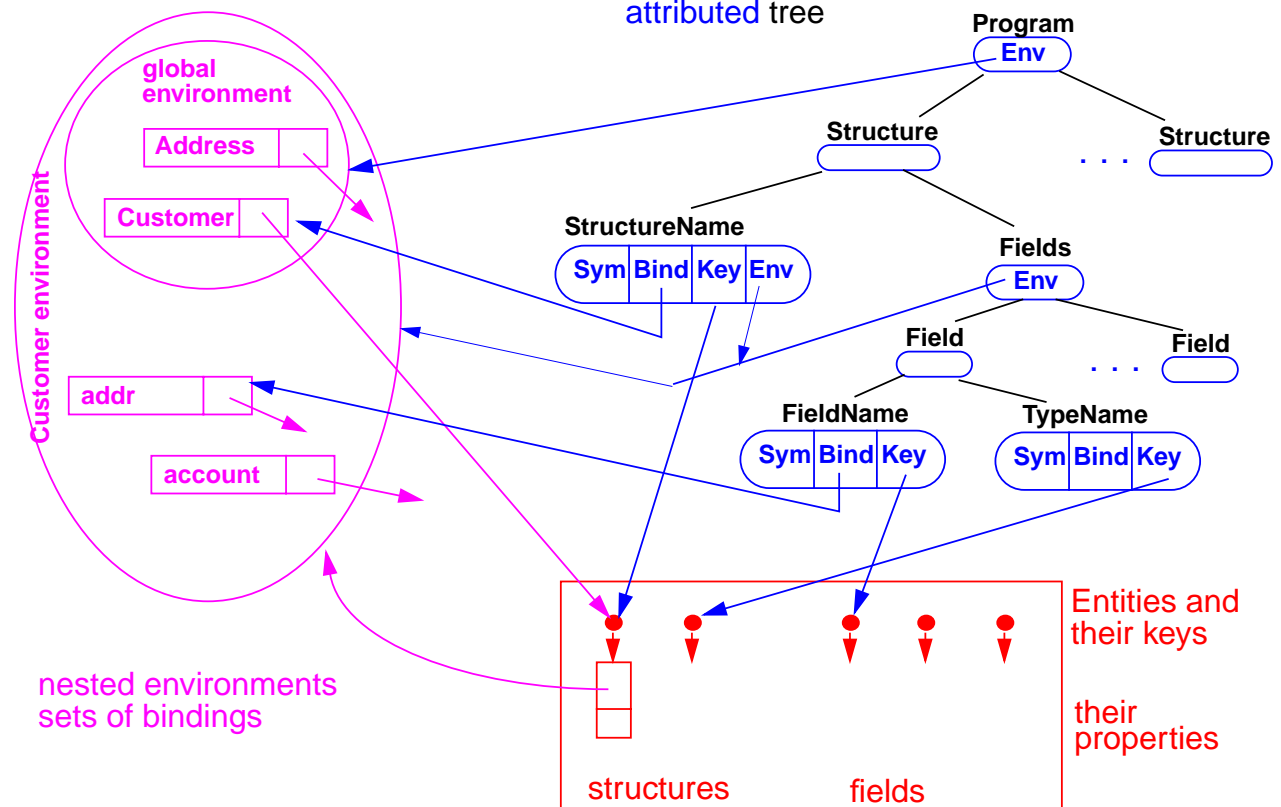 attributed tree
Program
Env
global
environment
Address
Customer
Customer environment
addr
account
Structure
. . .
Structure
StructureName
Sym Bind Key Env
Fields
Env
Field
. . .
Field
FieldName
Sym Bind Key
TypeName
Sym Bind Key
nested environments
sets of bindings
Entities and
their keys
their
properties
structures
fields